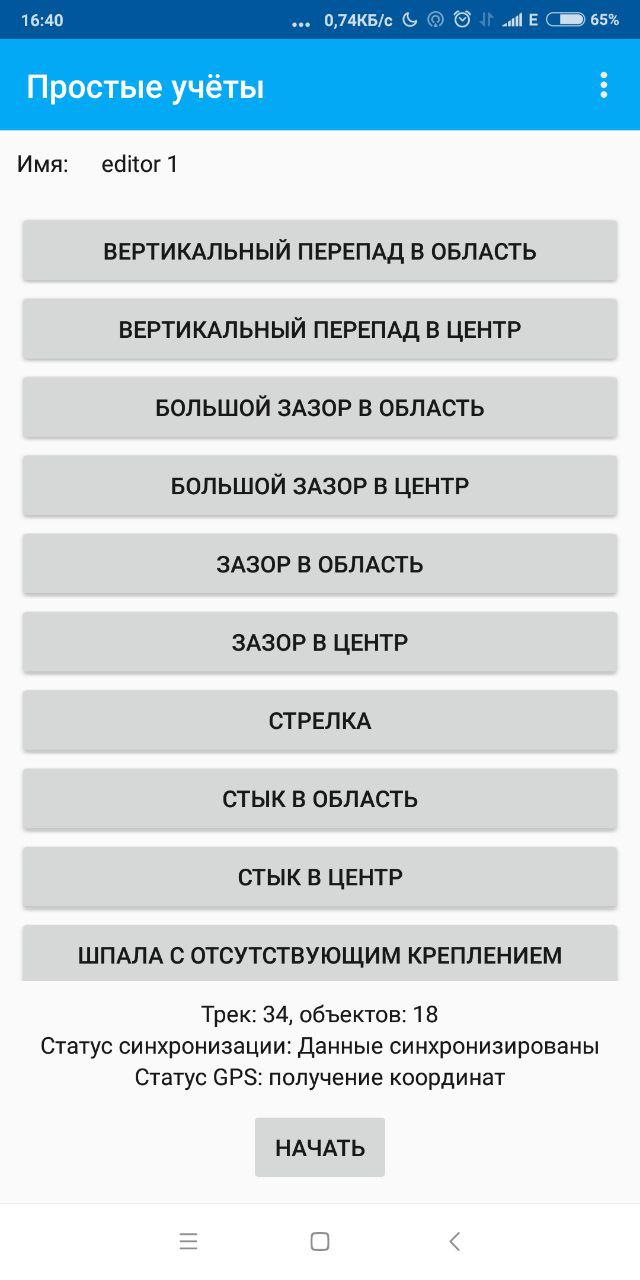 16:40 ... 0,74КБ/с E 65%
Простые учёты
Имя: editor 1
ВЕРТИКАЛЬНЫЙ ПЕРЕПАД В ОБЛАСТЬ
ВЕРТИКАЛЬНЫЙ ПЕРЕПАД В ЦЕНТР
БОЛЬШОЙ ЗАЗОР В ОБЛАСТЬ
БОЛЬШОЙ ЗАЗОР В ЦЕНТР
ЗАЗОР В ОБЛАСТЬ
ЗАЗОР В ЦЕНТР
СТРЕЛКА
СТЫК В ОБЛАСТЬ
СТЫК В ЦЕНТР
ШПАЛА С ОТСУТСТВУЮЩИМ КРЕПЛЕНИЕМ
Трек: 34, объектов: 18
Статус синхронизации: Данные синхронизированы
Статус GPS: получение координат
НАЧАТЬ